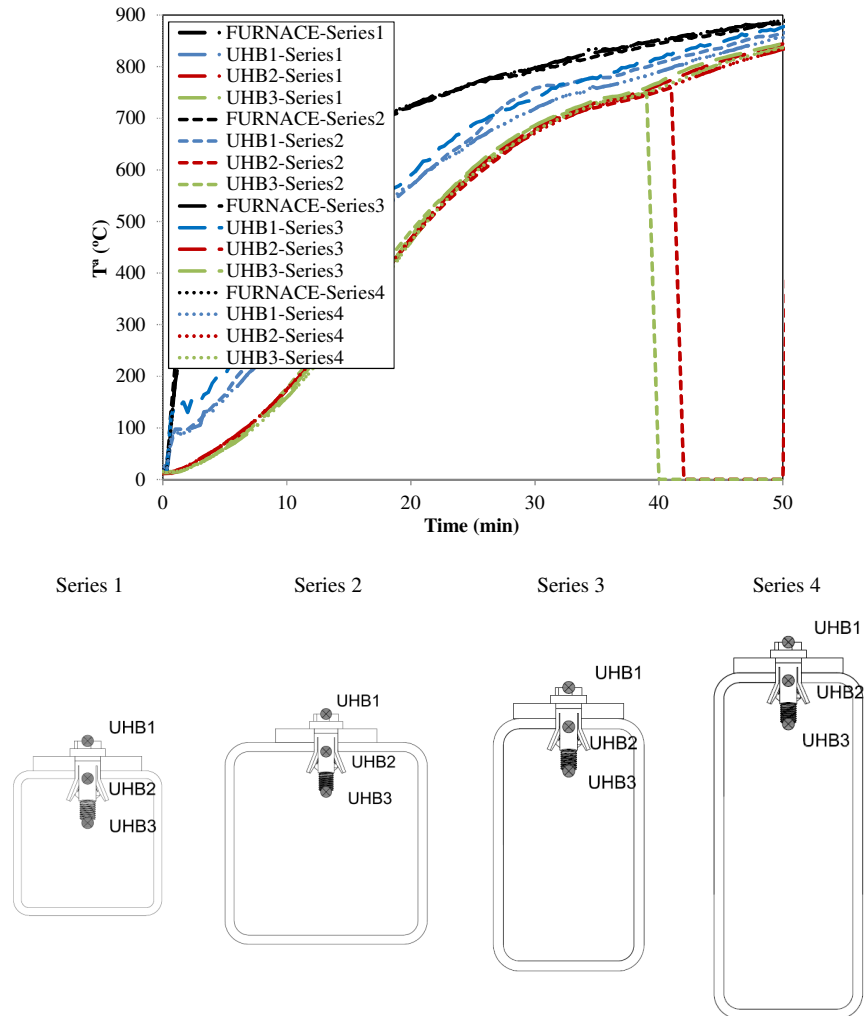 900
800
700
600
500
400
300
200
100
0
Tª (ºC)
FURNACE-Series1
UHB1-Series1
UHB2-Series1
UHB3-Series1
FURNACE-Series2
UHB1-Series2
UHB2-Series2
UHB3-Series2
FURNACE-Series3
UHB1-Series3
UHB2-Series3
UHB3-Series3
FURNACE-Series4
UHB1-Series4
UHB2-Series4
UHB3-Series4
0 10 20 30 40 50
Time (min)
Series 1 Series 2 Series 3 Series 4
UHB1
UHB2
UHB3
UHB1
UHB2
UHB3
UHB1
UHB2
UHB3
UHB1
UHB2
UHB3